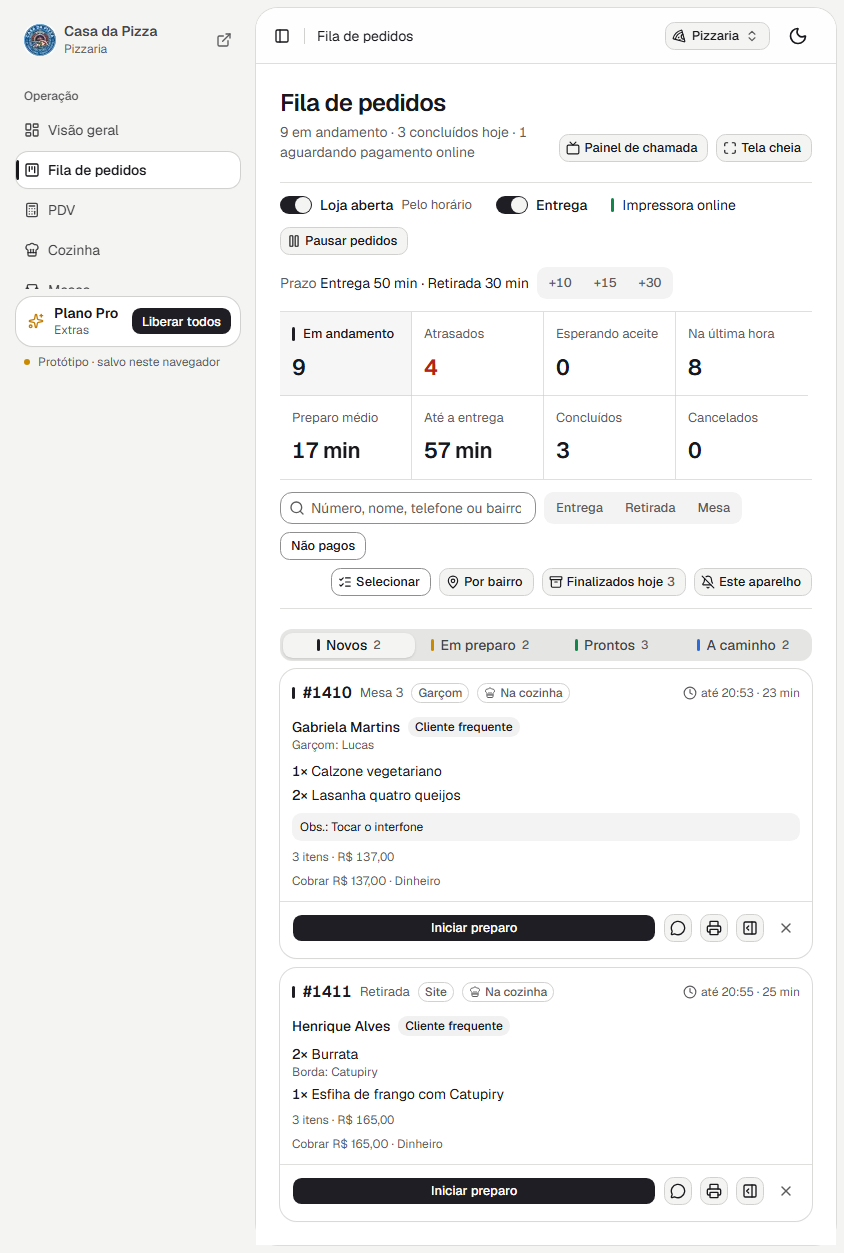 Casa da Pizza
Pizzaria
Operação
Visão geral
Fila de pedidos
PDV
Cozinha
Mesas
Plano Pro
Extras
Liberar todos
Protótipo · salvo neste navegador
Fila de pedidos
Pizzaria
Fila de pedidos
9 em andamento · 3 concluídos hoje · 1
aguardando pagamento online
Painel de chamada
Tela cheia
Loja aberta Pelo horário
Entrega
Impressora online
Pausar pedidos
Prazo Entrega 50 min · Retirada 30 min
+10 +15 +30
Em andamento
9
Atrasados
4
Esperando aceite
0
Na última hora
8
Preparo médio
17 min
Até a entrega
57 min
Concluídos
3
Cancelados
0
Número, nome, telefone ou bairro
Entrega Retirada Mesa
Não pagos
Selecionar
Por bairro
Finalizados hoje 3
Este aparelho
Novos 2
Em preparo 2
Prontos 3
A caminho 2
#1410 Mesa 3 Garçom Na cozinha até 20:53 · 23 min
Gabriela Martins Cliente frequente
Garçom: Lucas
1× Calzone vegetariano
2× Lasanha quatro queijos
Obs.: Tocar o interfone
3 itens · R$ 137,00
Cobrar R$ 137,00 · Dinheiro
Iniciar preparo
#1411 Retirada Site Na cozinha até 20:55 · 25 min
Henrique Alves Cliente frequente
2× Burrata
Borda: Catupiry
1× Esfiha de frango com Catupiry
3 itens · R$ 165,00
Cobrar R$ 165,00 · Dinheiro
Iniciar preparo